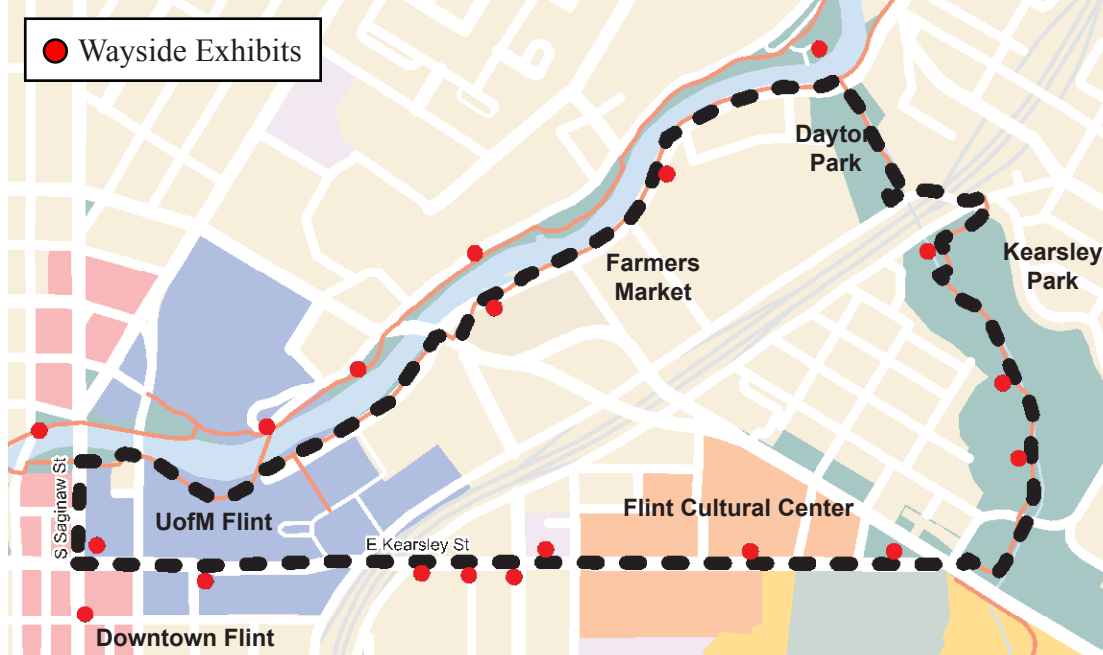 Wayside Exhibits
Dayton
Park
Kearsley
Park
Farmers
Market
S Saginaw St
UofM Flint
Flint Cultural Center
E Kearsley St
Downtown Flint